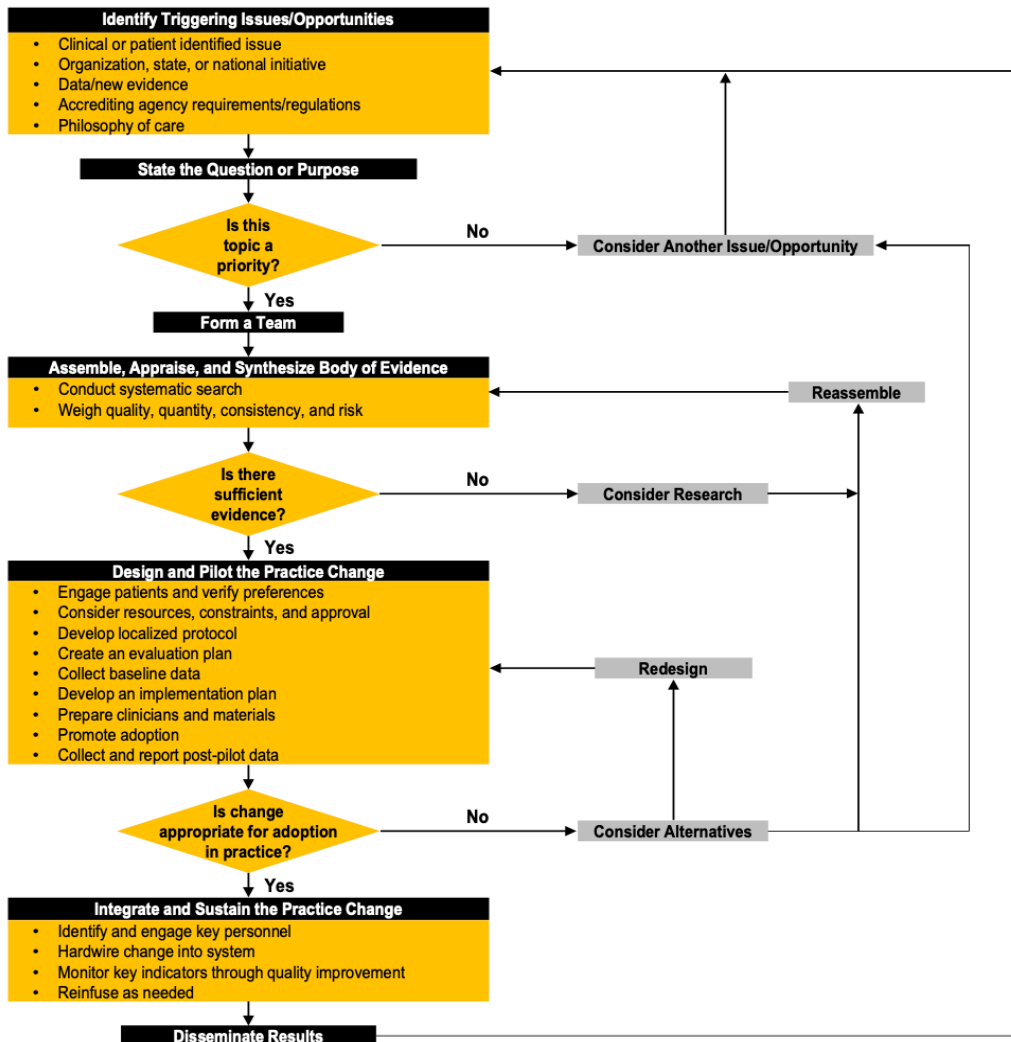 Identify Triggering Issues/Opportunities
• Clinical or patient identified issue
• Organization, state, or national initiative
• Data/new evidence
• Accrediting agency requirements/regulations
• Philosophy of care
State the Question or Purpose
Is this
topic a
priority?
No
Consider Another Issue/Opportunity
Yes
Form a Team
Assemble, Appraise, and Synthesize Body of Evidence
• Conduct systematic search
• Weigh quality, quantity, consistency, and risk
Reassemble
Is there
sufficient
evidence?
No
Consider Research
Yes
Design and Pilot the Practice Change
• Engage patients and verify preferences
• Consider resources, constraints, and approval
• Develop localized protocol
• Create an evaluation plan
• Collect baseline data
• Develop an implementation plan
• Prepare clinicians and materials
• Promote adoption
• Collect and report post-pilot data
Redesign
Is change
appropriate for adoption
in practice?
No
Consider Alternatives
Yes
Integrate and Sustain the Practice Change
• Identify and engage key personnel
• Hardwire change into system
• Monitor key indicators through quality improvement
• Reinfuse as needed
Disseminate Results